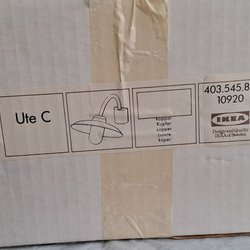 Ute C
koppar
Kupfer
copper
cuivre
koper
403.545.8
10920
IKEA
Design and Quality
IKEA of Sweden